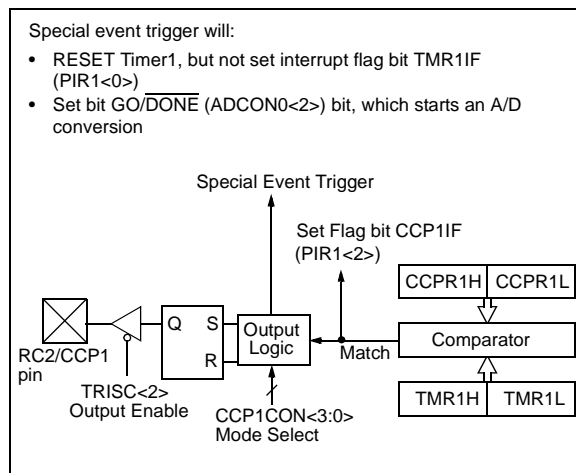 Special event trigger will:
• RESET Timer1, but not set interrupt flag bit TMR1IF
(PIR1<0>)
• Set bit GO/DONE (ADCON0<2>) bit, which starts an A/D
conversion
Special Event Trigger
Set Flag bit CCP1IF
(PIR1<2>)
CCPR1H CCPR1L
Q S
R
Output
Logic
Match
Comparator
RC2/CCP1
pin
TRISC<2>
Output Enable
CCP1CON<3:0>
Mode Select
TMR1H TMR1L